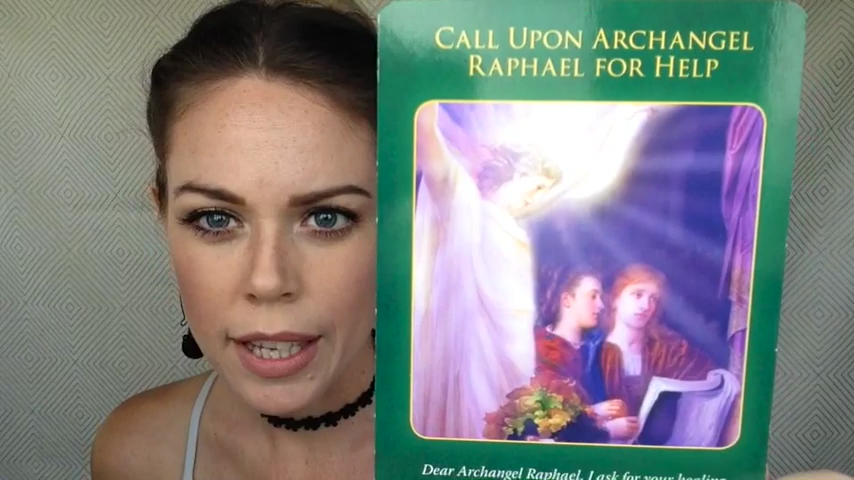 CALL UPON ARCHANGEL
RAPHAEL FOR HELP
Dear Archangel Raphael, I ask for your healing